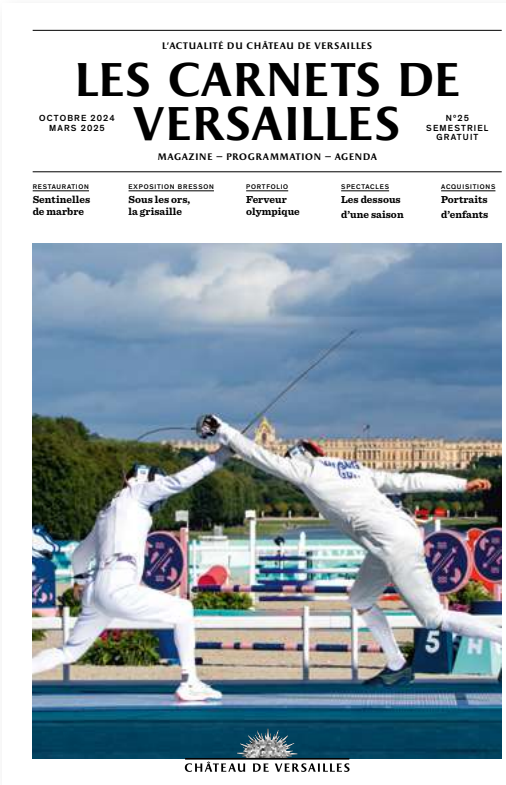 L'ACTUALITÉ DU CHÂTEAU DE VERSAILLES
LES CARNETS DE
VERSAILLES
OCTOBRE 2024
MARS 2025
N°25
SEMESTRIEL
GRATUIT
MAGAZINE – PROGRAMMATION – AGENDA
RESTAURATION
Sentinelles
de marbre
EXPOSITION BRESSON
Sous les ors,
la grisaille
PORTFOLIO
Ferveur
olympique
SPECTACLES
Les dessous
d'une saison
ACQUISITIONS
Portraits
d'enfants
5
CHÂTEAU DE VERSAILLES